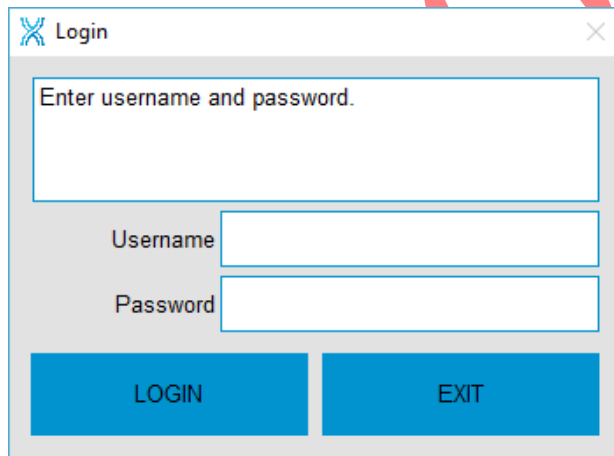 Login
Enter username and password.
Username
Password
LOGIN EXIT